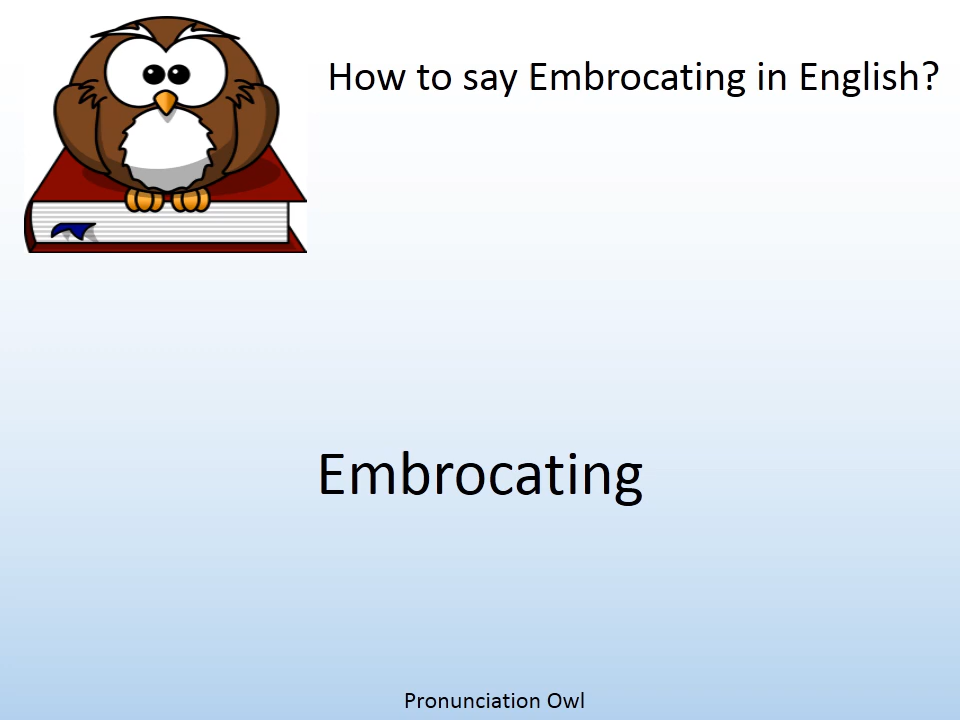 How to say Embrocating in English?
Embrocating
Pronunciation Owl